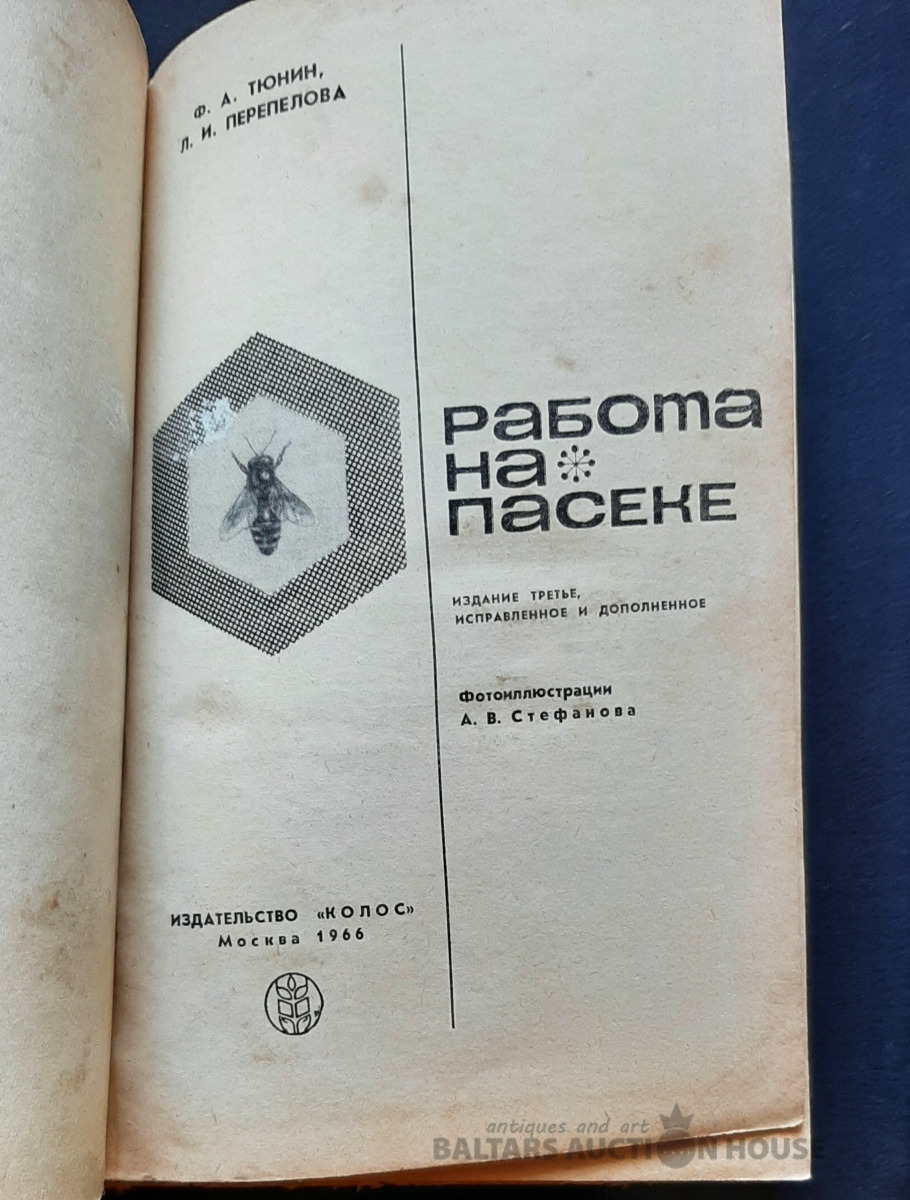 Ф. А. ТЮНИН,
Л. И. ПЕРЕПЕЛОВА
РАБОТА
НА
ПАСЕКЕ
ИЗДАНИЕ ТРЕТЬЕ,
ИСПРАВЛЕННОЕ И ДОПОЛНЕННОЕ
Фотоиллюстрации
А. В. Стефанова
ИЗДАТЕЛЬСТВО «КОЛОС»
Москва 1966
antiques and art
BALTARS AUCTION HOUSE